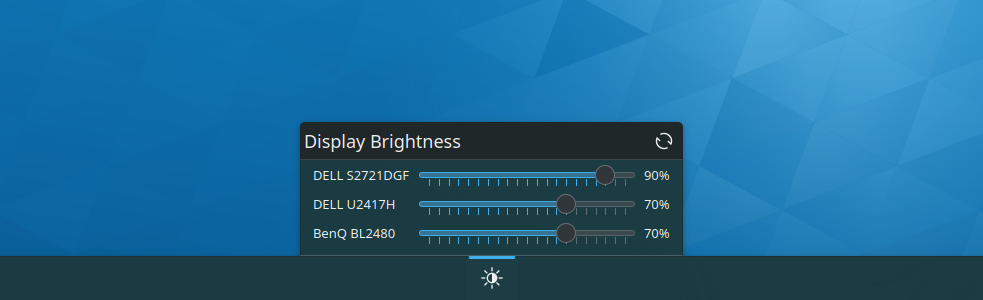 Display Brightness
DELL S2721DGF 90%
DELL U2417H 70%
BenQ BL2480 70%